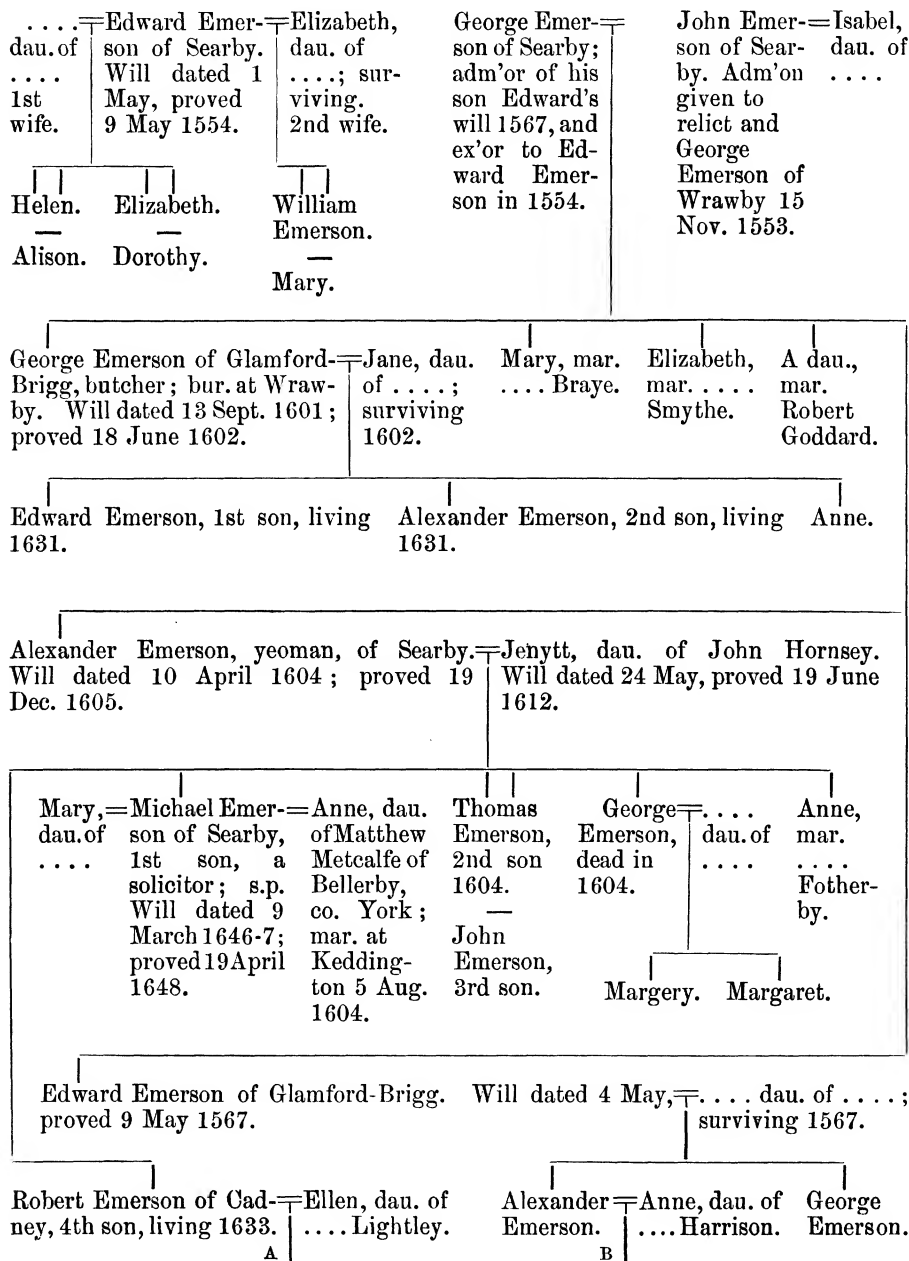 . . . .=Edward Emer-=Elizabeth,
dau. of son of Searby. dau. of
. . . . Will dated 1 . . . .; sur-
1st May, proved viving.
wife. 9 May 1554. 2nd wife.
George Emer-=
son of Searby;
adm'or of his
son Edward's
will 1567, and
ex'or to Ed-
ward Emer-
son in 1554.
John Emer-=Isabel,
son of Sear- dau. of
by. Adm'on . . . .
given to
relict and
George
Emerson of
Wrawby 15
Nov. 1553.
Helen. Elizabeth. William
Emerson.
— — —
Alison. Dorothy. Mary.
George Emerson of Glamford-=Jane, dau.
Brigg, butcher; bur. at Wraw- of . . . .;
by. Will dated 13 Sept. 1601; surviving
proved 18 June 1602. 1602.
Mary, mar.
. . . . Braye.
Elizabeth,
mar. . . . .
Smythe.
A dau.,
mar.
Robert
Goddard.
Edward Emerson, 1st son, living
1631.
Alexander Emerson, 2nd son, living
1631.
Anne.
Alexander Emerson, yeoman, of Searby.=Jenytt, dau. of John Hornsey.
Will dated 10 April 1604; proved 19 Will dated 24 May, proved 19 June
Dec. 1605. 1612.
Mary,=Michael Emer-=Anne, dau.
dau. of son of Searby, of Matthew
. . . . 1st son, a Metcalfe of
solicitor; s.p. Bellerby,
Will dated 9 co. York;
March 1646-7; mar. at
proved 19 April Kedding-
1648. ton 5 Aug.
1604.
Thomas
Emerson,
2nd son
1604.
—
John
Emerson,
3rd son.
George=. . . .
Emerson, dau. of
dead in . . . .
1604.
Anne,
mar.
. . . .
Fother-
by.
Margery. Margaret.
Edward Emerson of Glamford-Brigg. Will dated 4 May,=. . . . dau. of . . . .;
proved 9 May 1567. surviving 1567.
Robert Emerson of Cad-=Ellen, dau. of
ney, 4th son, living 1633. . . . . Lightley.
A
Alexander=Anne, dau. of
Emerson. . . . . Harrison.
B
George
Emerson.